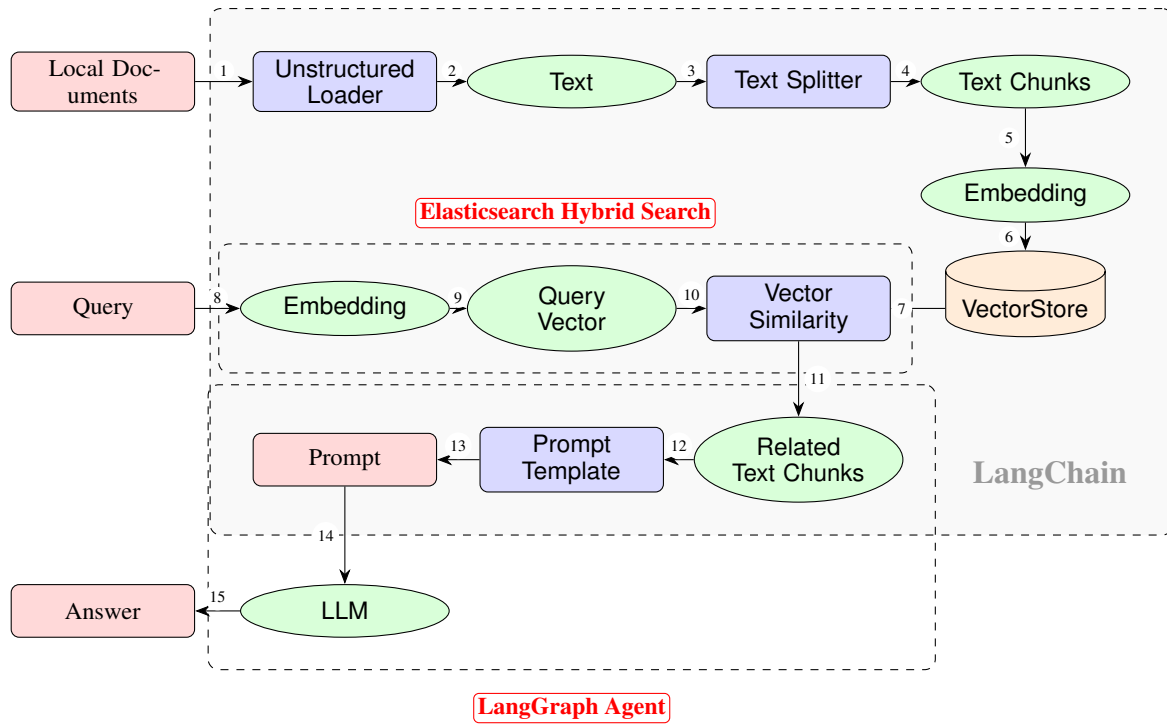 Local Doc-
uments
1
Unstructured
Loader
2
Text
3
Text Splitter
4
Text Chunks
5
Embedding
Elasticsearch Hybrid Search
6
Query
8
Embedding
9
Query
Vector
10
Vector
Similarity
7
VectorStore
11
Prompt
13
Prompt
Template
12
Related
Text Chunks
LangChain
14
Answer
15
LLM
LangGraph Agent